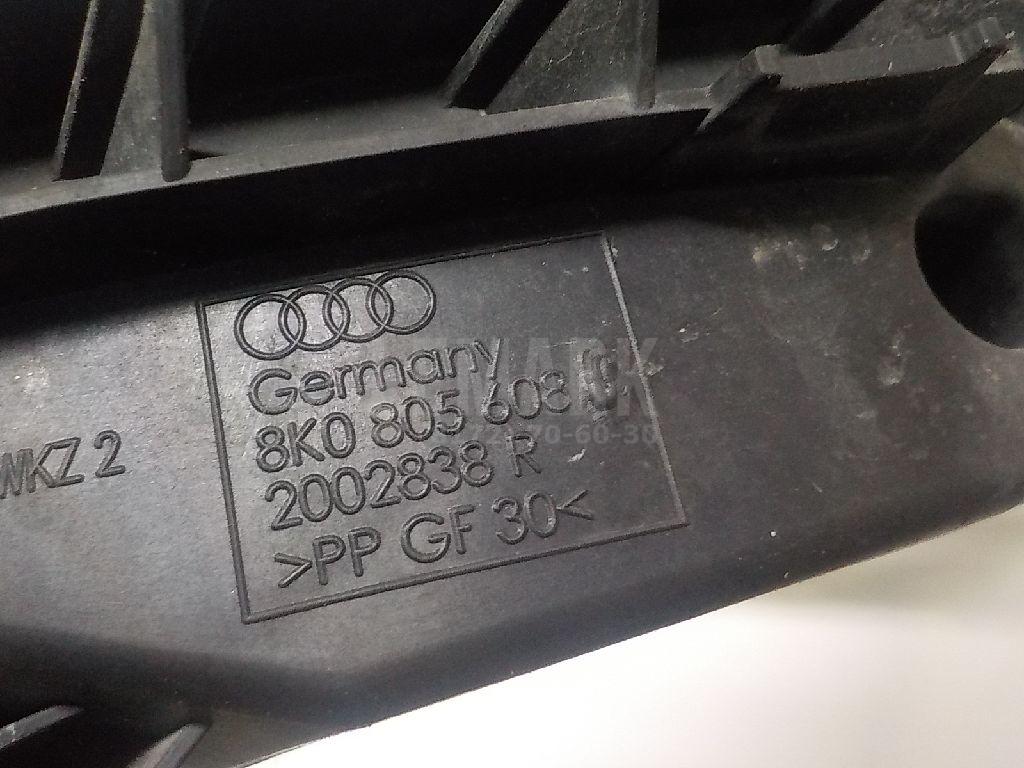 Germany
8K0 805 608
2002838 R
>PP GF 30<
WKZ 2